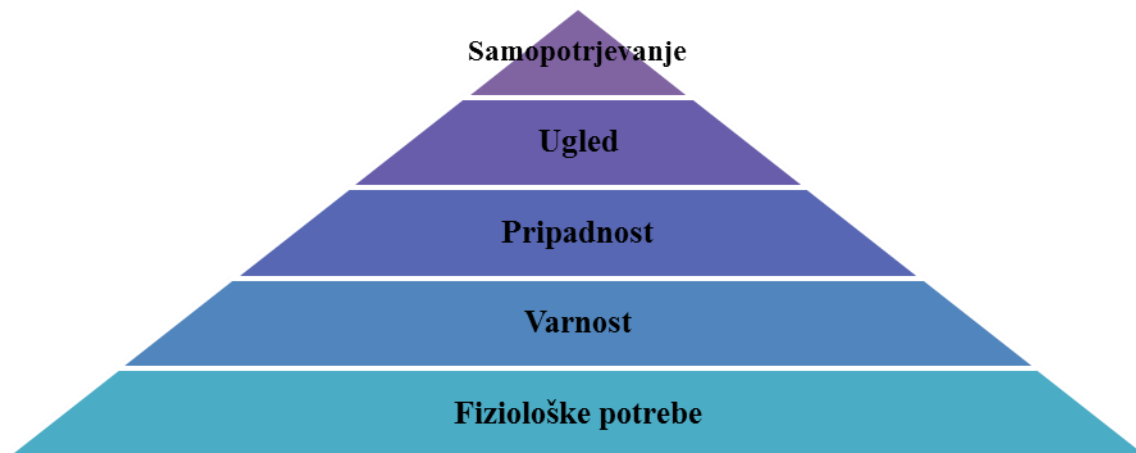 Samopotrjevanje
Ugled
Pripadnost
Varnost
Fiziološke potrebe